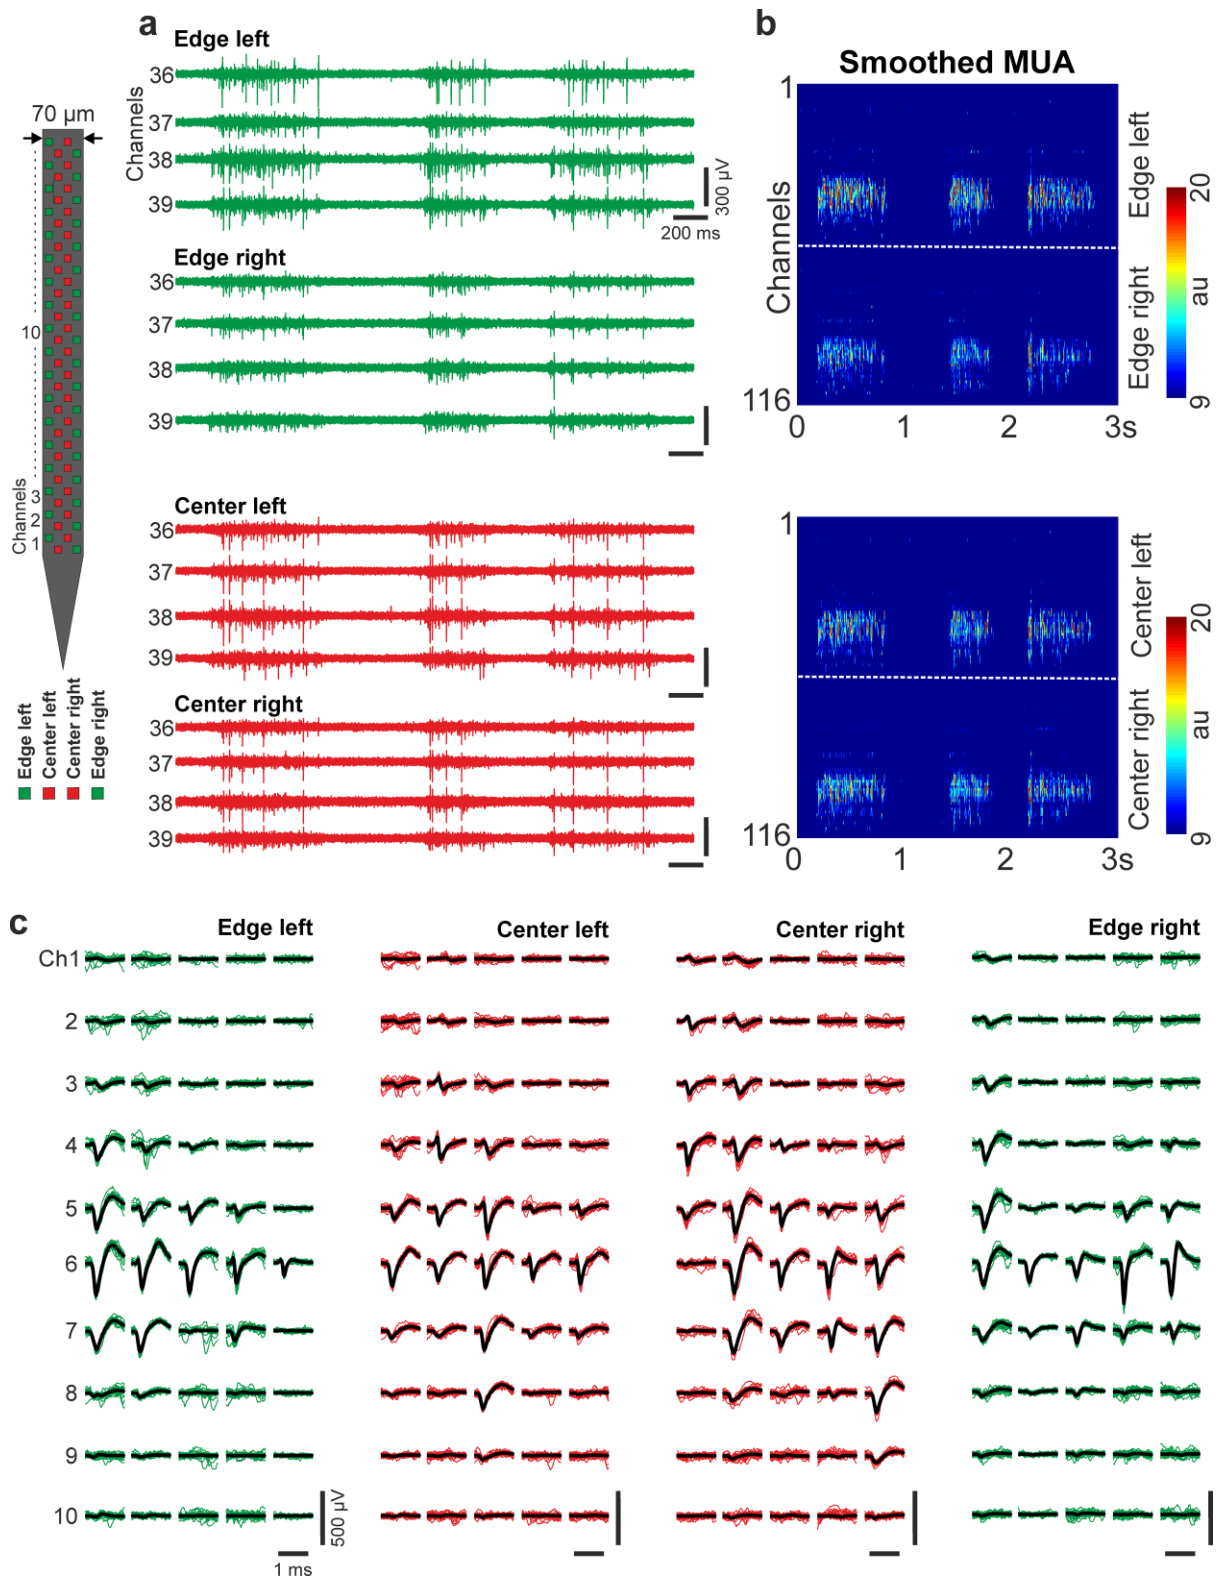 a
Edge left
Channels
36
37
38
39
300 µV
200 ms
Edge right
36
37
38
39
Center left
36
37
38
39
Center right
36
37
38
39
70 µm
10
3
2
1
Channels
Edge left
Center left
Center right
Edge right
b
Smoothed MUA
1
Channels
116
Edge left
Edge right
0
1
2
3s
20
au
9
1
116
Center left
Center right
0
1
2
3s
20
au
9
c
Edge left
Center left
Center right
Edge right
Ch1
2
3
4
5
6
7
8
9
10
500 µV
1 ms